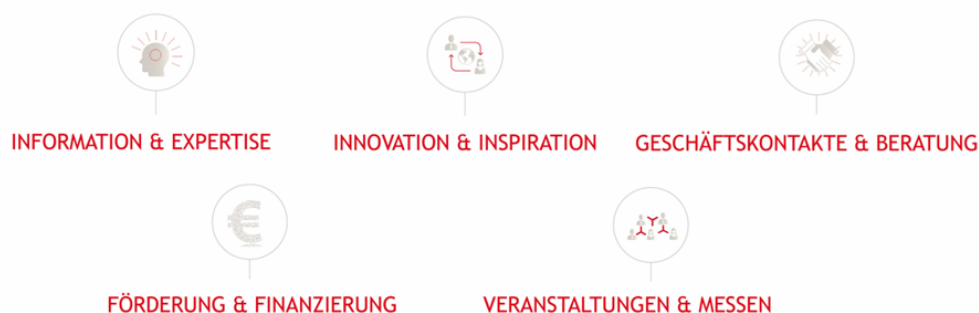 INFORMATION & EXPERTISE
INNOVATION & INSPIRATION
GESCHÄFTSKONTAKTE & BERATUNG
FÖRDERUNG & FINANZIERUNG
VERANSTALTUNGEN & MESSEN